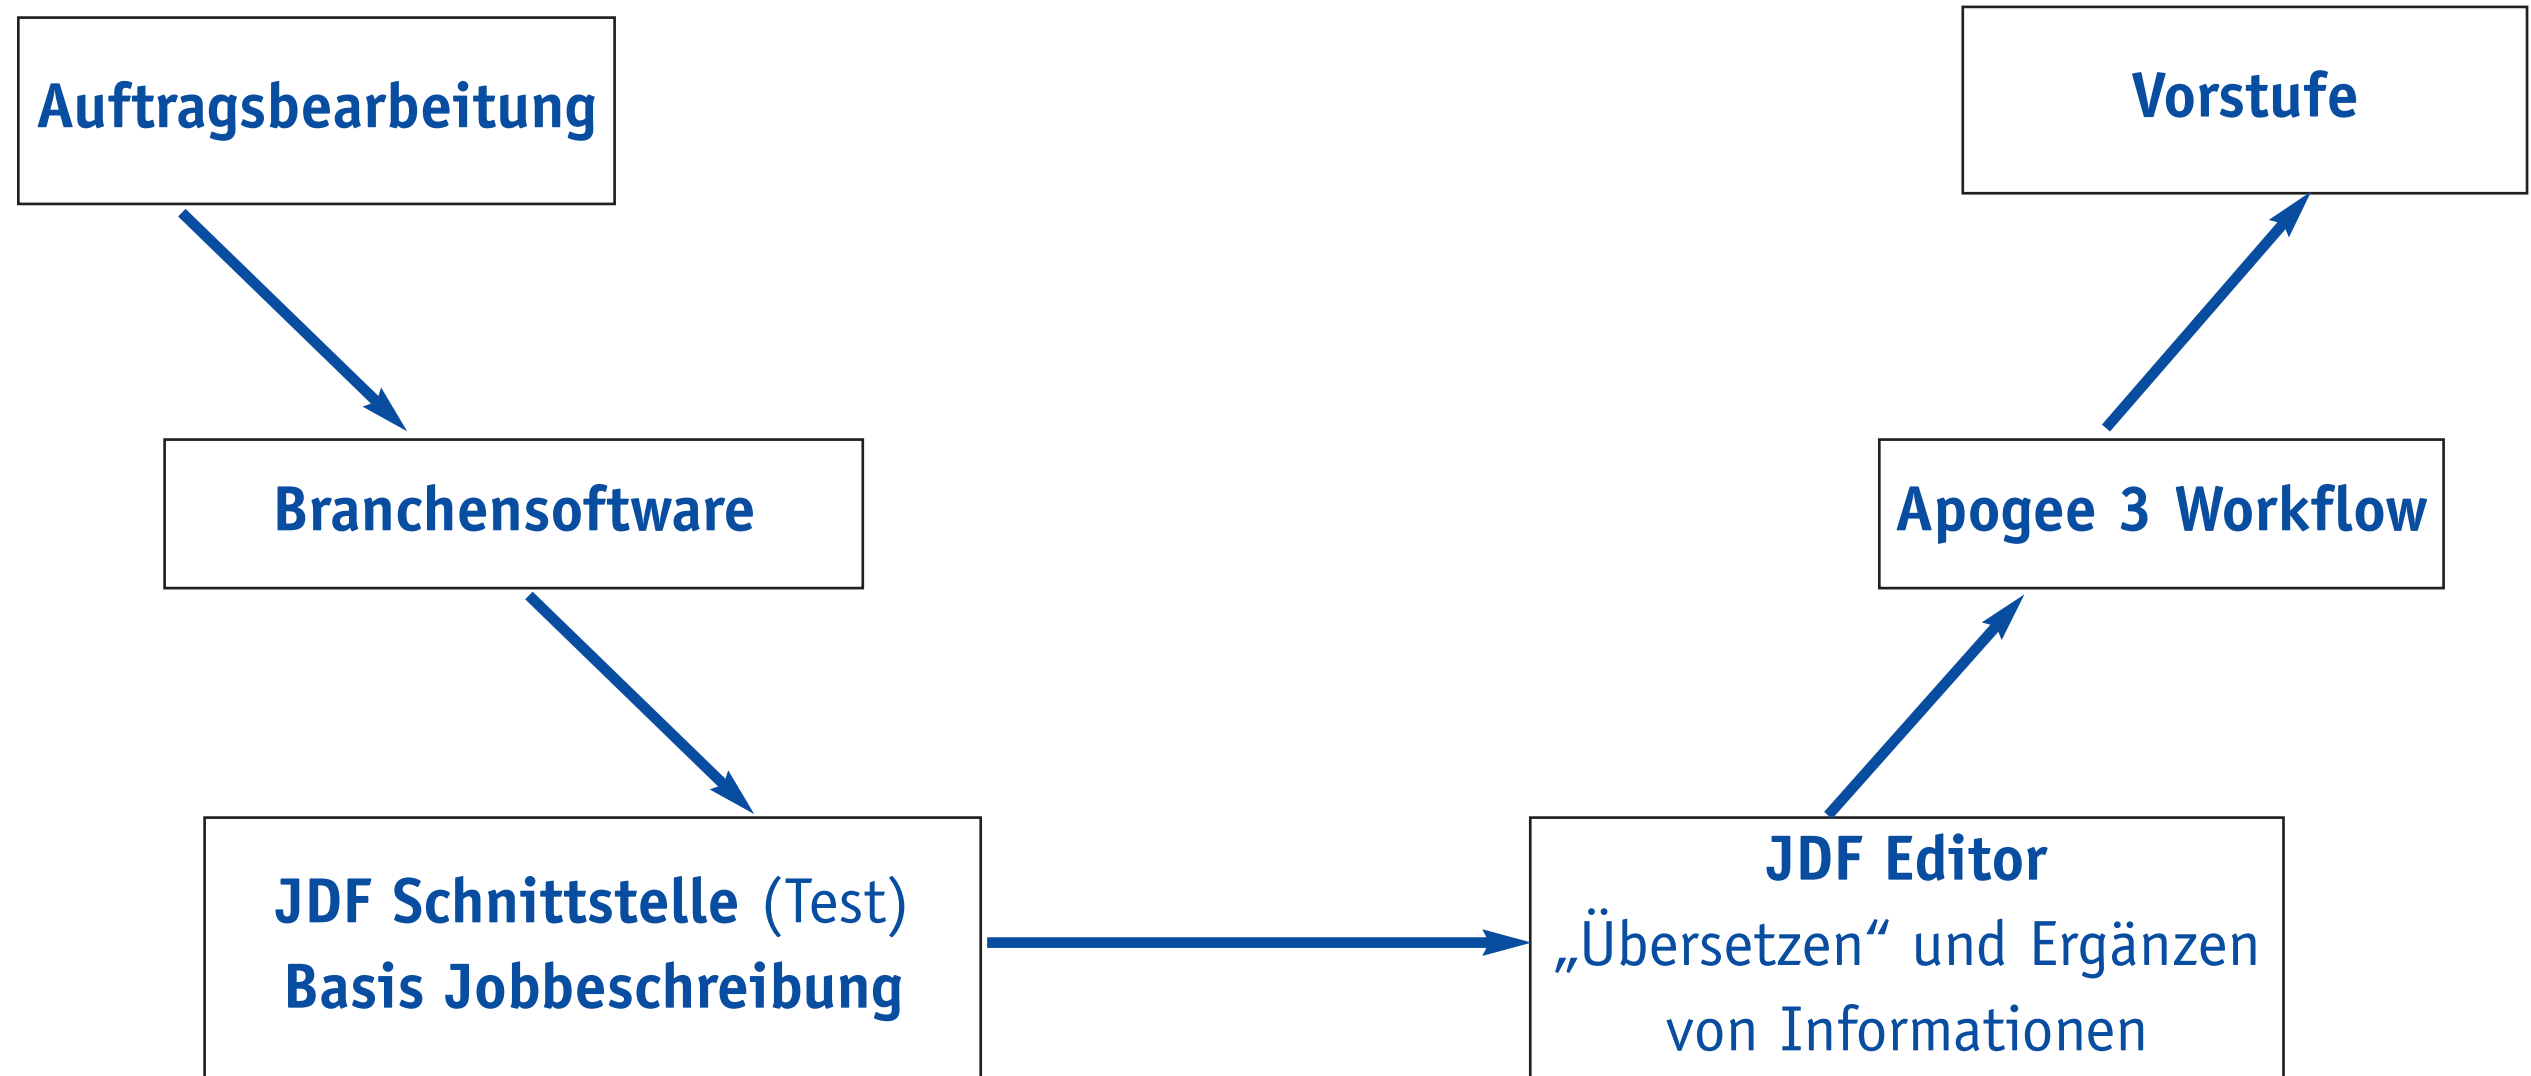 Auftragsbearbeitung
Vorstufe
Branchensoftware
Apogee 3 Workflow
JDF Schnittstelle (Test)
Basis Jobbeschreibung
JDF Editor
„Übersetzen“ und Ergänzen
von Informationen